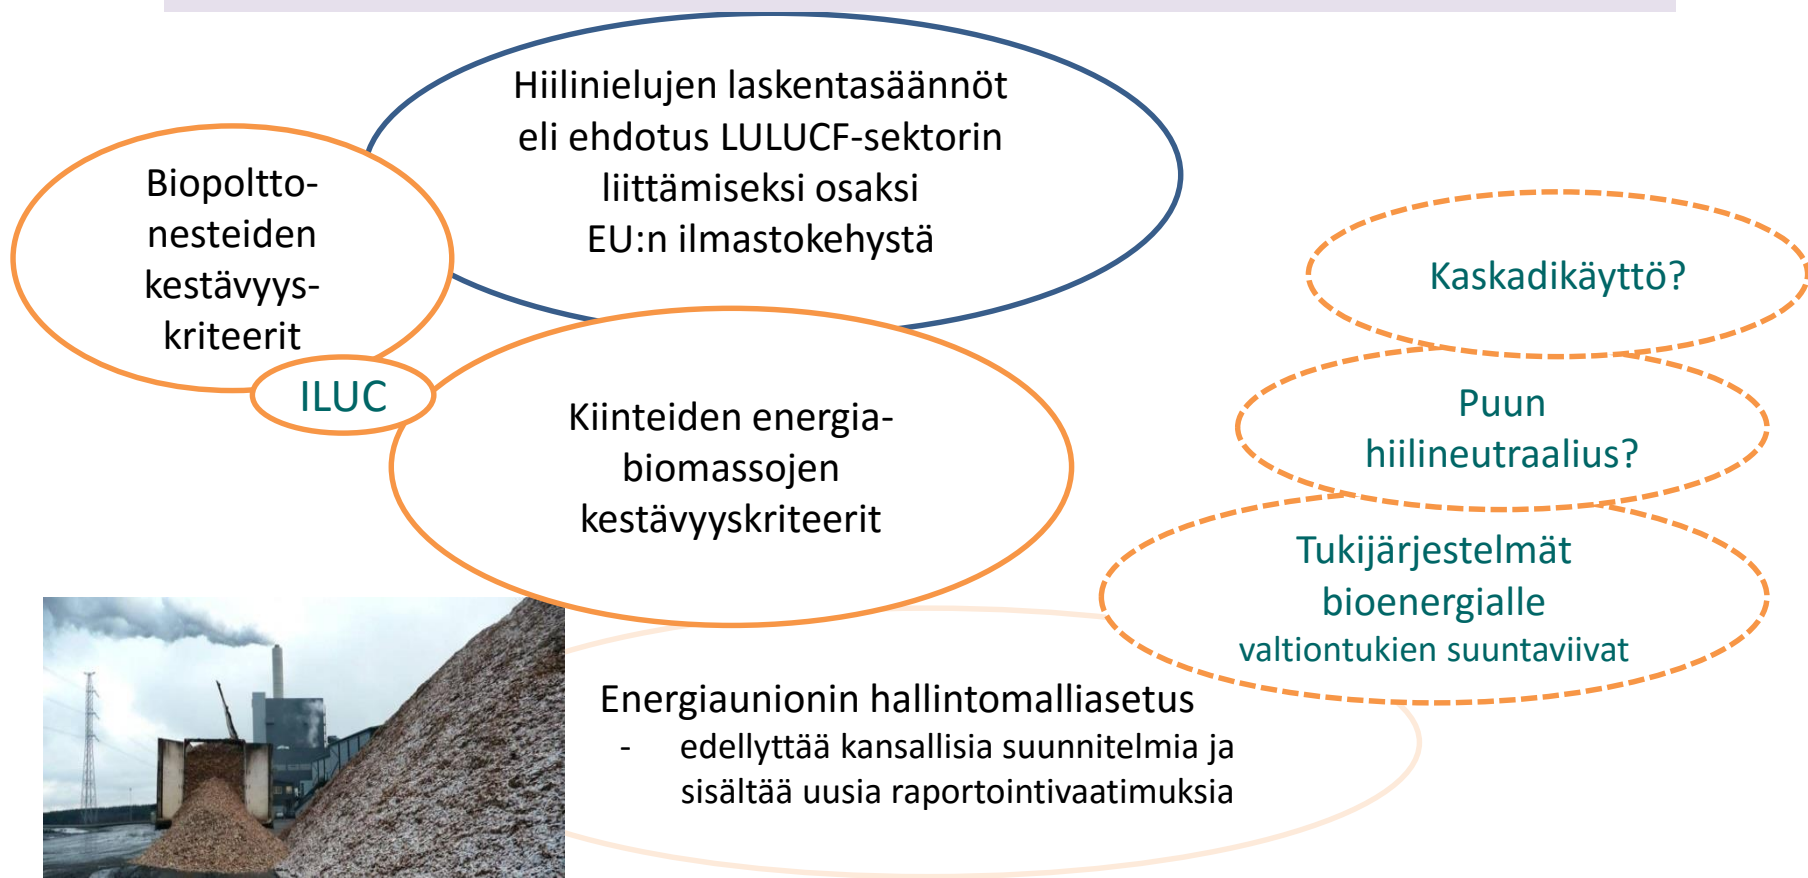 Hiilinielujen laskentasäännöt
eli ehdotus LULUCF-sektorin
liittämiseksi osaksi
EU:n ilmastokehystä
Biopoltto-
nesteiden
kestävyys-
kriteerit
ILUC
Kiinteiden energia-
biomassojen
kestävyyskriteerit
Kaskadikäyttö?
Puun
hiilineutraalius?
Tukijärjestelmät
bioenergialle
valtiontukien suuntaviivat
Energiaunionin hallintomalliasetus
- edellyttää kansallisia suunnitelmia ja
sisältää uusia raportointivaatimuksia